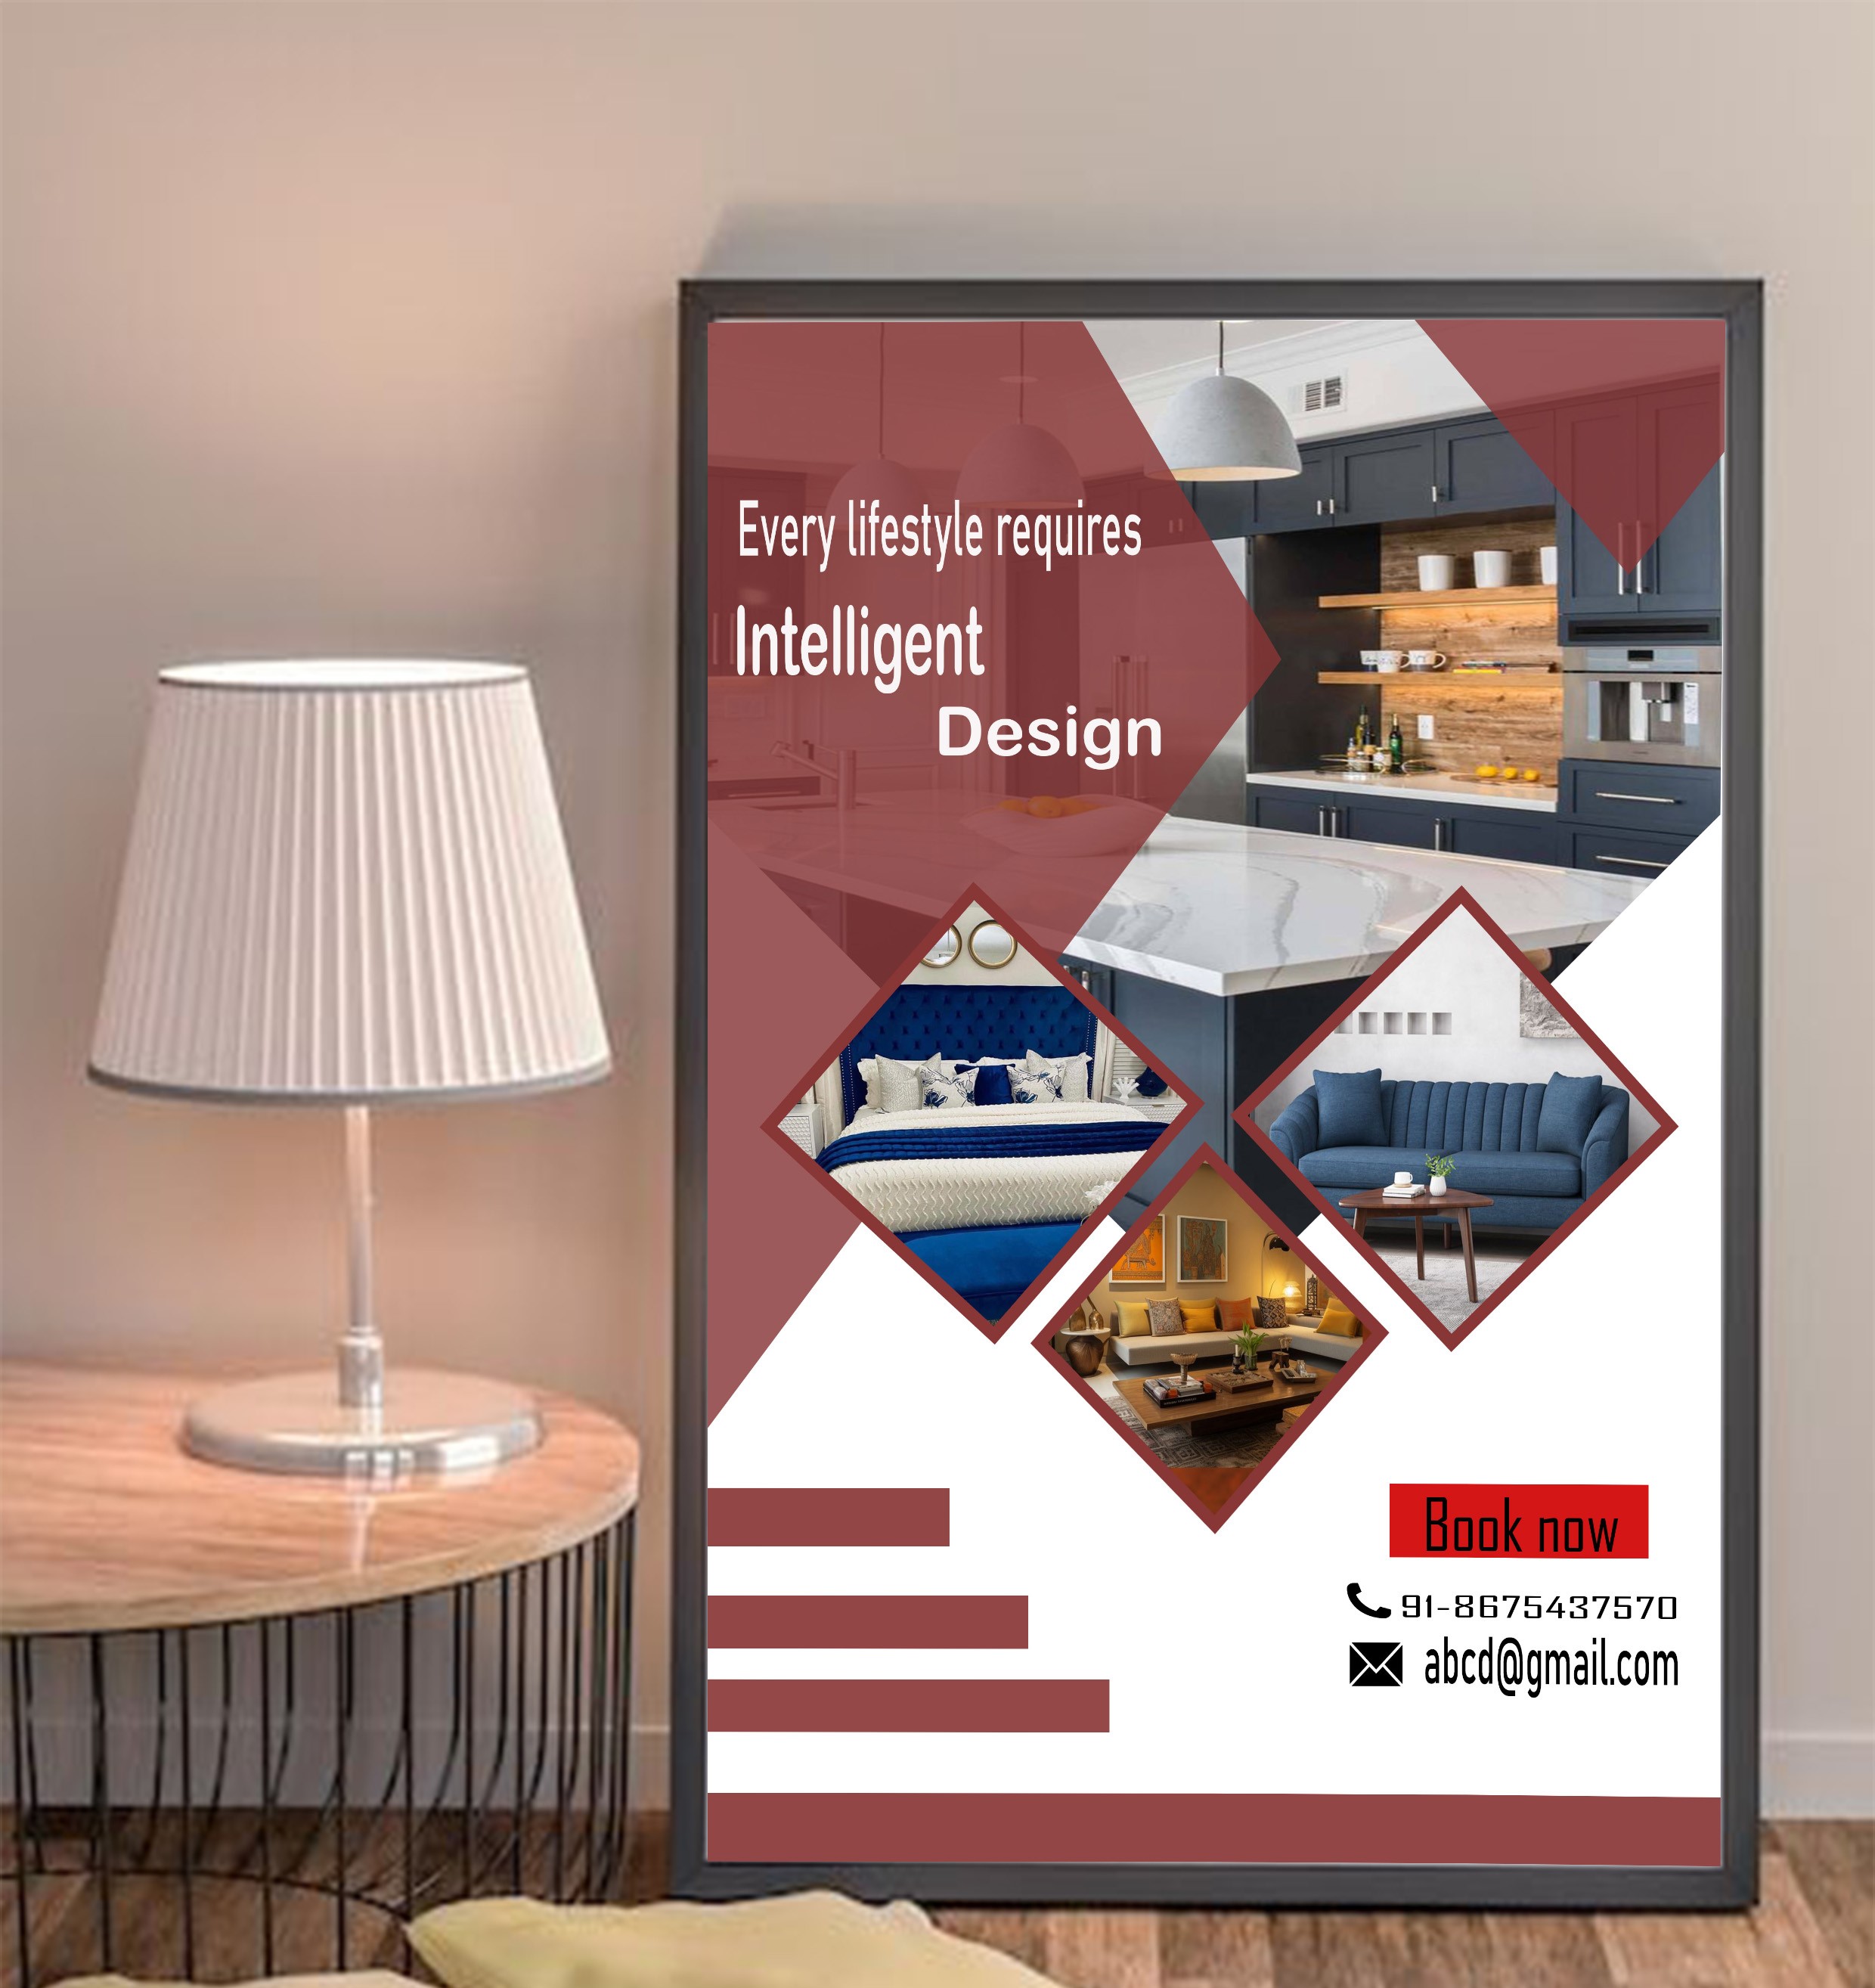 Every lifestyle requires
Intelligent
Design
Book now
91-8675437570
abcd@gmail.com